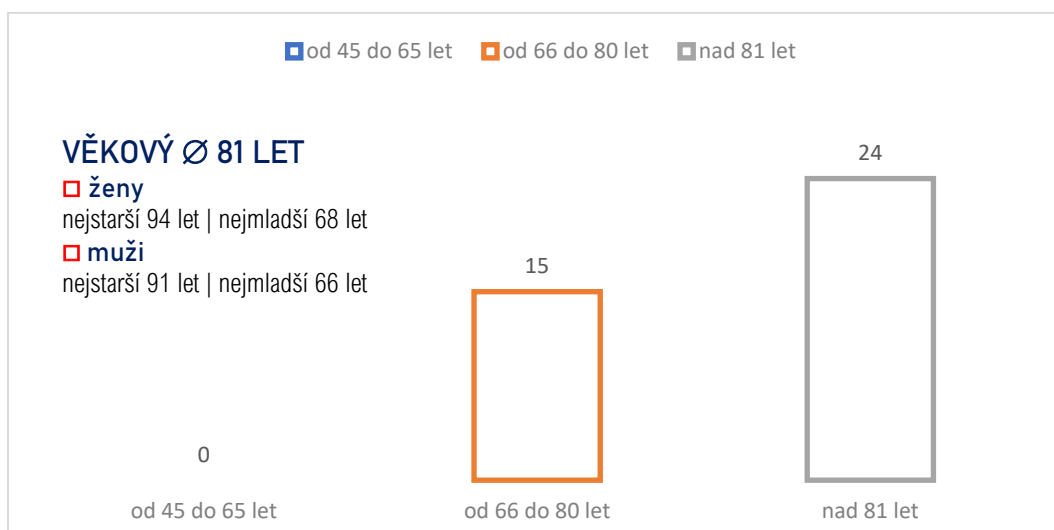 od 45 do 65 let od 66 do 80 let nad 81 let
VĚKOVÝ ∅ 81 LET
ženy
nejstarší 94 let | nejmladší 68 let
muži
nejstarší 91 let | nejmladší 66 let
24
15
0
od 45 do 65 let od 66 do 80 let nad 81 let